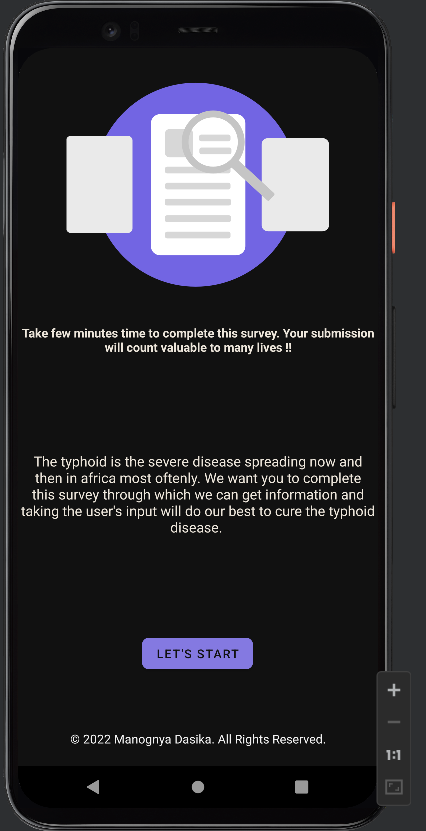 Take few minutes time to complete this survey. Your submission
will count valuable to many lives !!
The typhoid is the severe disease spreading now and
then in africa most oftenly. We want you to complete
this survey through which we can get information and
taking the user's input will do our best to cure the typhoid
disease.
LET'S START
© 2022 Manognya Dasika. All Rights Reserved.
1:1